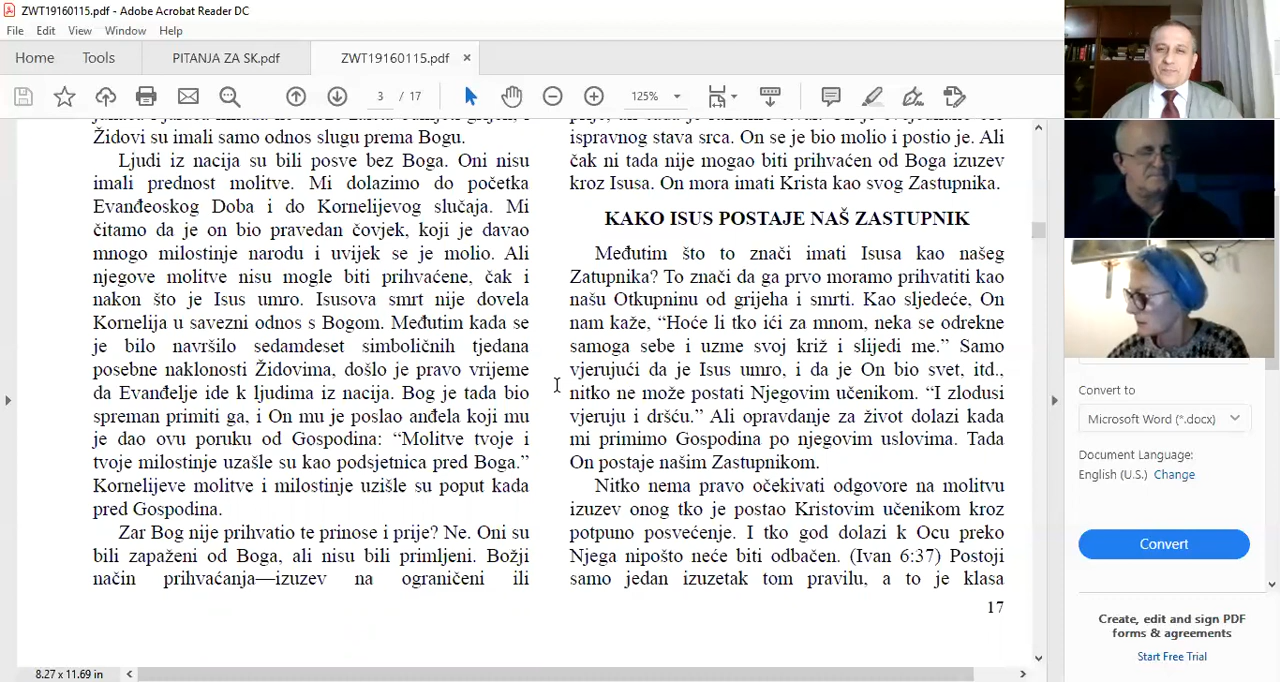 ZWT19160115.pdf - Adobe Acrobat Reader DC
File Edit View Window Help
Home Tools PITANJA ZA SK.pdf ZWT19160115.pdf ×
3 / 17 125%
Židovi su imali samo odnos slugu prema Bogu.
Ljudi iz nacija su bili posve bez Boga. Oni nisu
imali prednost molitve. Mi dolazimo do početka
Evanđeoskog Doba i do Kornelijevog slučaja. Mi
čitamo da je on bio pravedan čovjek, koji je davao
mnogo milostinje narodu i uvijek se je molio. Ali
njegove molitve nisu mogle biti prihvaćene, čak i
nakon što je Isus umro. Isusova smrt nije dovela
Kornelija u savezni odnos s Bogom. Međutim kada se
je bilo navršilo sedamdeset simboličnih tjedana
posebne naklonosti Židovima, došlo je pravo vrijeme
da Evanđelje ide k ljudima iz nacija. Bog je tada bio
spreman primiti ga, i On mu je poslao anđela koji mu
je dao ovu poruku od Gospodina: “Molitve tvoje i
tvoje milostinje uzašle su kao podsjetnica pred Boga.”
Kornelijeve molitve i milostinje uzišle su poput kada
pred Gospodina.
Zar Bog nije prihvatio te prinose i prije? Ne. Oni su
bili zapaženi od Boga, ali nisu bili primljeni. Božji
način prihvaćanja—izuzev na ograničeni ili
ispravnog stava srca. On se je bio molio i postio je. Ali
čak ni tada nije mogao biti prihvaćen od Boga izuzev
kroz Isusa. On mora imati Krista kao svog Zastupnika.
KAKO ISUS POSTAJE NAŠ ZASTUPNIK
Međutim što to znači imati Isusa kao našeg
Zatupnika? To znači da ga prvo moramo prihvatiti kao
našu Otkupninu od grijeha i smrti. Kao sljedeće, On
nam kaže, “Hoće li tko ići za mnom, neka se odrekne
samoga sebe i uzme svoj križ i slijedi me.” Samo
vjerujući da je Isus umro, i da je On bio svet, itd.,
nitko ne može postati Njegovim učenikom. “I zlodusi
vjeruju i dršću.” Ali opravdanje za život dolazi kada
mi primimo Gospodina po njegovim uslovima. Tada
On postaje našim Zastupnikom.
Nitko nema pravo očekivati odgovore na molitvu
izuzev onog tko je postao Kristovim učenikom kroz
potpuno posvećenje. I tko god dolazi k Ocu preko
Njega nipošto neće biti odbačen. (Ivan 6:37) Postoji
samo jedan izuzetak tom pravilu, a to je klasa
17
8.27 x 11.69 in
Convert to
Microsoft Word (*.docx)
Document Language:
English (U.S.) Change
Convert
Create, edit and sign PDF
forms & agreements
Start Free Trial